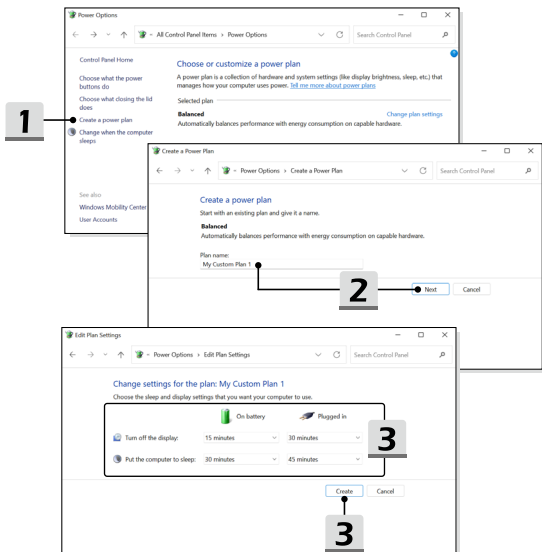 Power Options
All Control Panel Items > Power Options
Search Control Panel
Control Panel Home
Choose what the power
buttons do
Choose what closing the lid
does
Create a power plan
Change when the computer
sleeps
See also
Windows Mobility Center
User Accounts
Choose or customize a power plan
A power plan is a collection of hardware and system settings (like display brightness, sleep, etc.) that
manages how your computer uses power. Tell me more about power plans
Selected plan
Balanced
Change plan settings
Automatically balances performance with energy consumption on capable hardware.
1
Create a Power Plan
Power Options > Create a Power Plan
Search Control Panel
Create a power plan
Start with an existing plan and give it a name.
Balanced
Automatically balances performance with energy consumption on capable hardware.
Plan name:
My Custom Plan 1
2
Next
Cancel
Edit Plan Settings
Power Options > Edit Plan Settings
Search Control Panel
Change settings for the plan: My Custom Plan 1
Choose the sleep and display settings that you want your computer to use.
On battery
Plugged in
Turn off the display: 15 minutes 30 minutes
Put the computer to sleep: 30 minutes 45 minutes
3
Create
Cancel
3